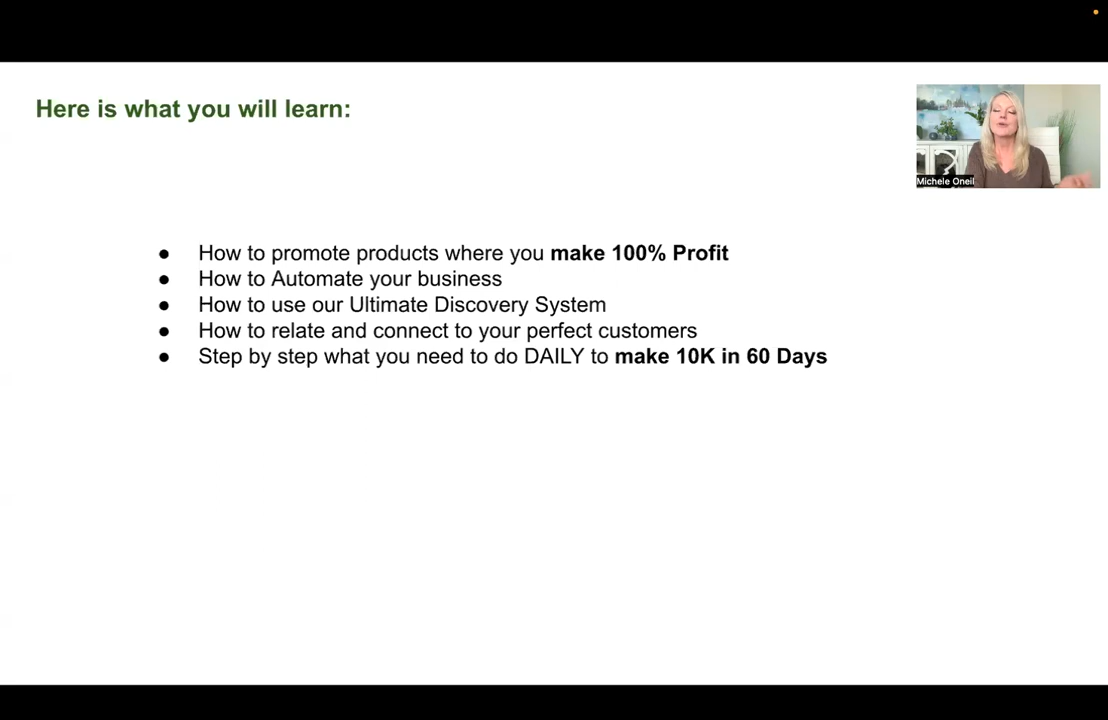 Here is what you will learn:
Michele Oneil
● How to promote products where you make 100% Profit
● How to Automate your business
● How to use our Ultimate Discovery System
● How to relate and connect to your perfect customers
● Step by step what you need to do DAILY to make 10K in 60 Days